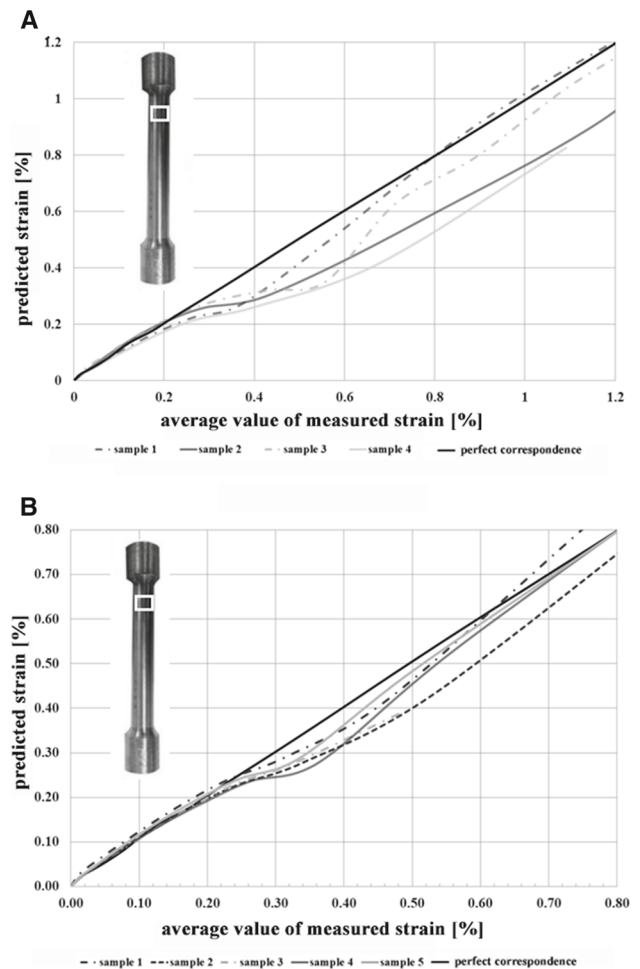 A
1.2
1
0.8
0.6
0.4
0.2
0
predicted strain [%]
0 0.2 0.4 0.6 0.8 1 1.2
average value of measured strain [%]
sample 1 sample 2 sample 3 sample 4 perfect correspondence
B
0.80
0.70
0.60
0.50
0.40
0.30
0.20
0.10
0.00
predicted strain [%]
0.00 0.10 0.20 0.30 0.40 0.50 0.60 0.70 0.80
average value of measured strain [%]
sample 1 sample 2 sample 3 sample 4 sample 5 perfect correspondence